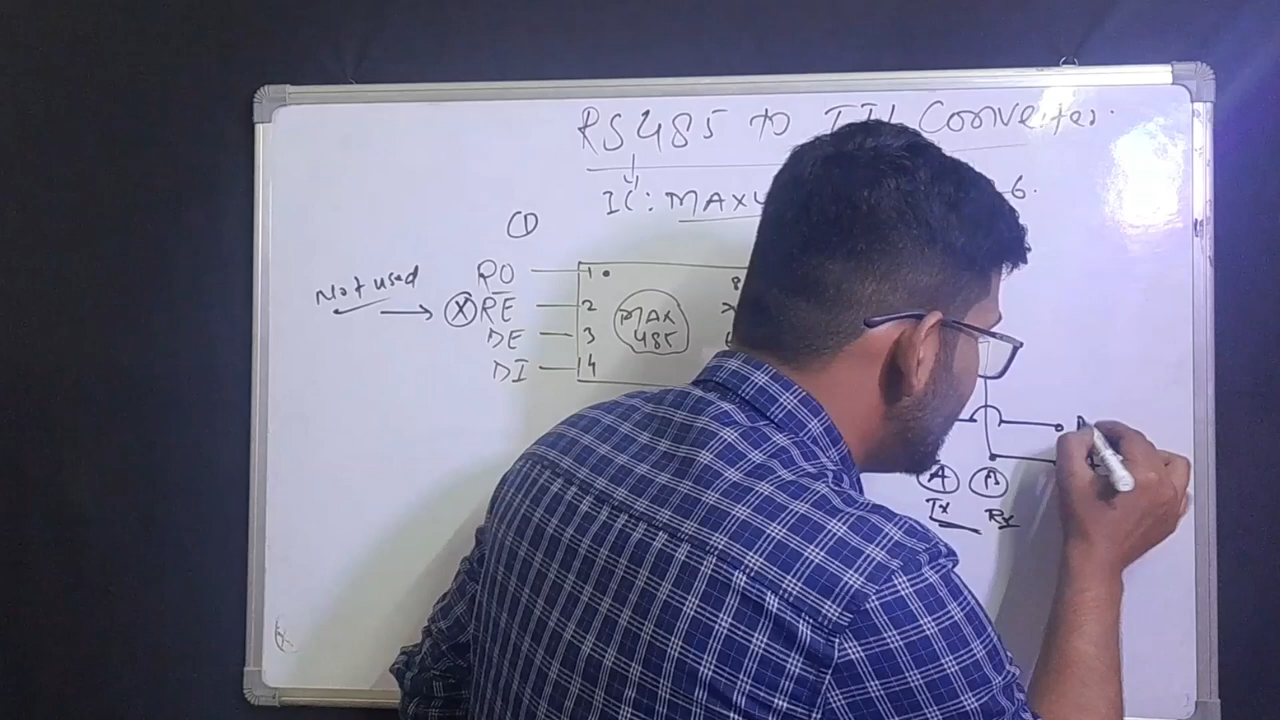 RS485 to TTL Converter.
IC: MAX4 6.
1
Not used
RO 1
X RE 2
DE 3
DI 4
MAX
485
8
A B
Tx Rx